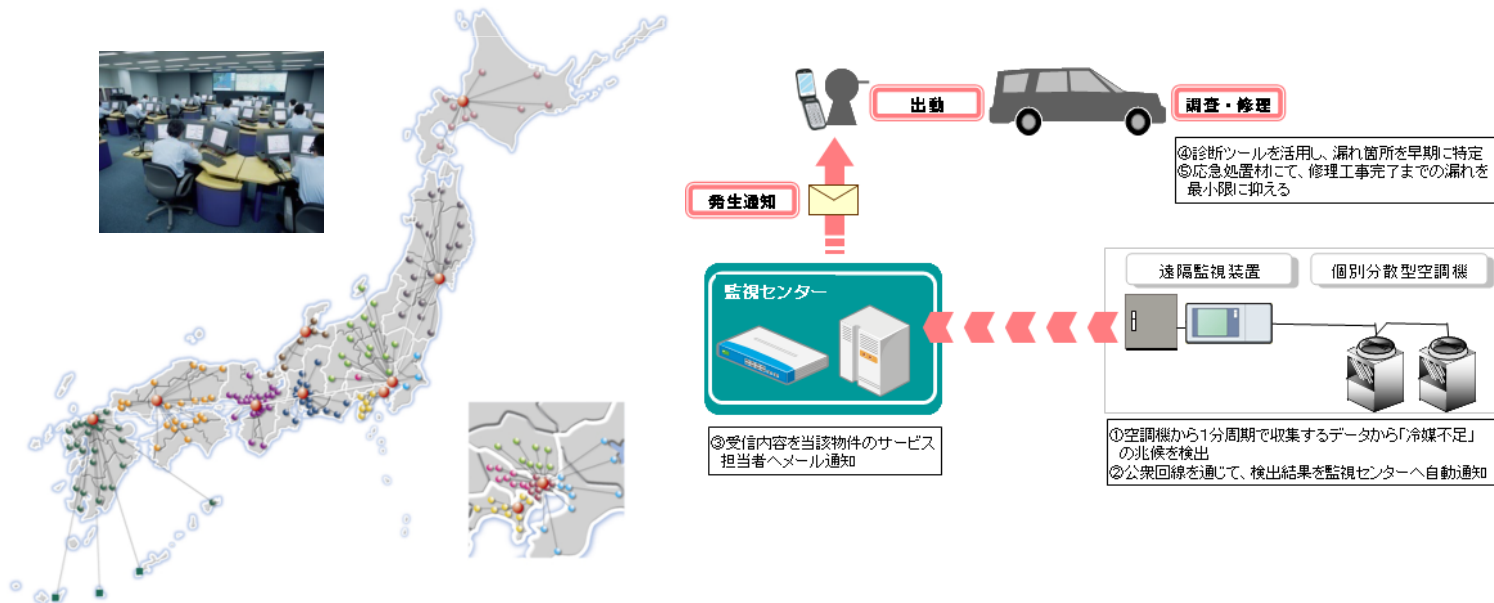 出動
調査・修理
④診断ツールを活用し、漏れ箇所を早期に特定
⑤応急処置材にて、修理工事完了までの漏れを
最小限に抑える
発生通知
監視センター
遠隔監視装置
個別分散型空調機
③受信内容を当該物件のサービス
担当者へメール通知
①空調機から1分周期で収集するデータから「冷媒不足」
の兆候を検出
②公衆回線を通じて、検出結果を監視センターへ自動通知